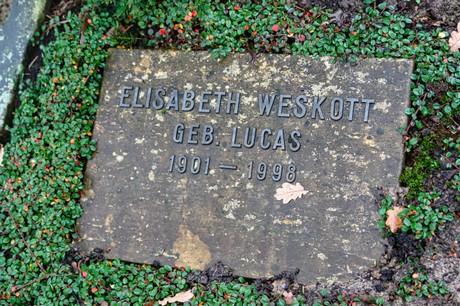 ELISABETH WESKOTT
GEB. LUCAS
1901 — 1998